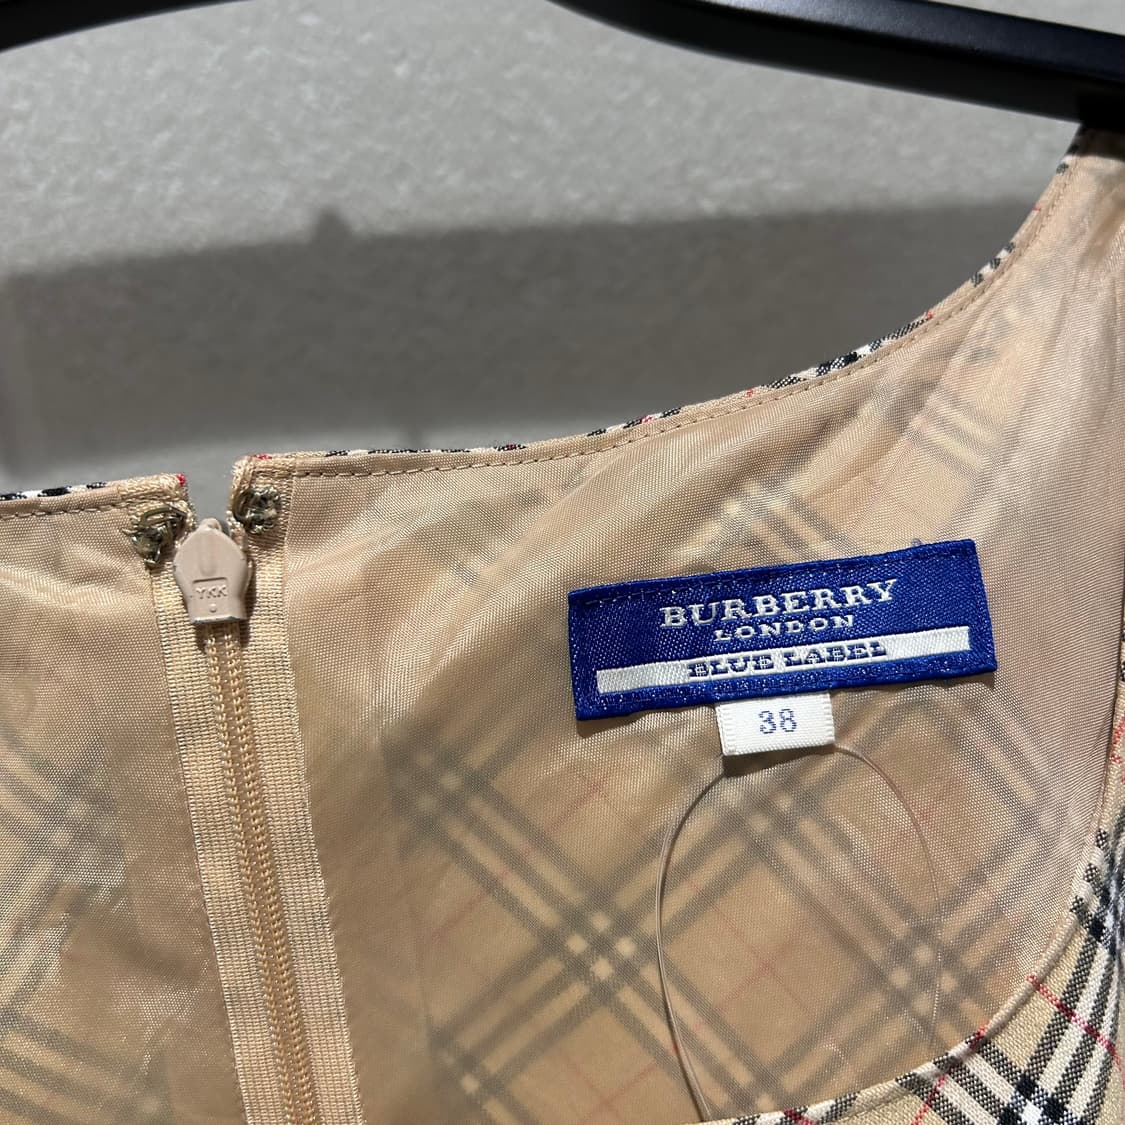 BURBERRY
LONDON
BLUE LABEL
38
YKK